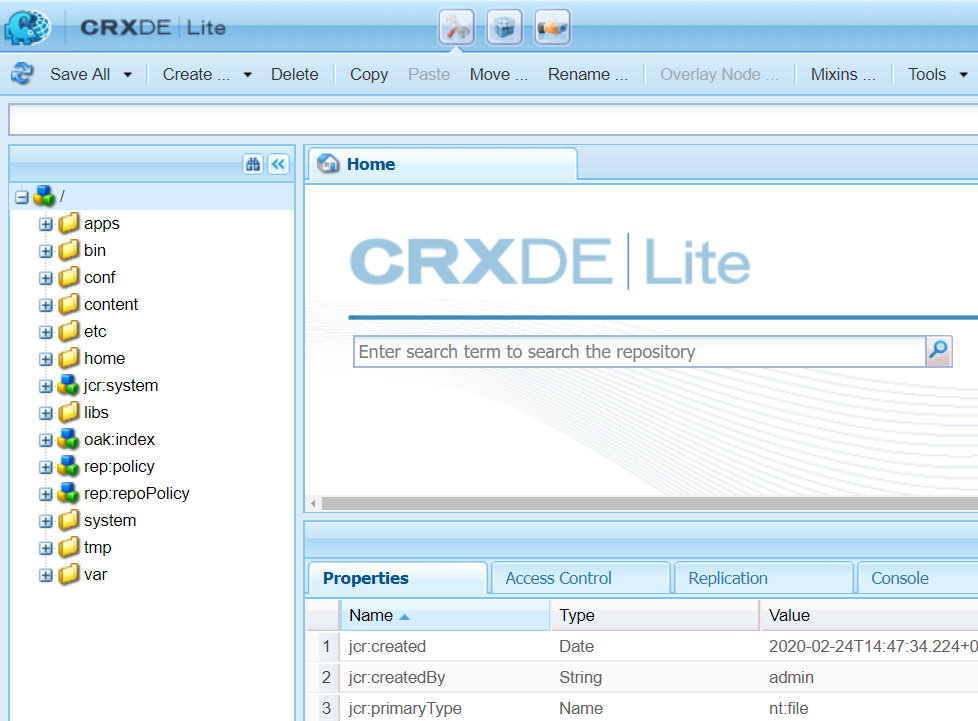 CRXDE | Lite
Save All Create ... Delete Copy Paste Move ... Rename ... Overlay Node ... Mixins ... Tools
Home
/
apps
bin
conf
content
etc
home
jcr:system
libs
oak:index
rep:policy
rep:repoPolicy
system
tmp
var
CRXDE | Lite
Enter search term to search the repository
Properties Access Control Replication Console
Name Type Value
1 jcr:created Date 2020-02-24T14:47:34.224+0
2 jcr:createdBy String admin
3 jcr:primaryType Name nt:file